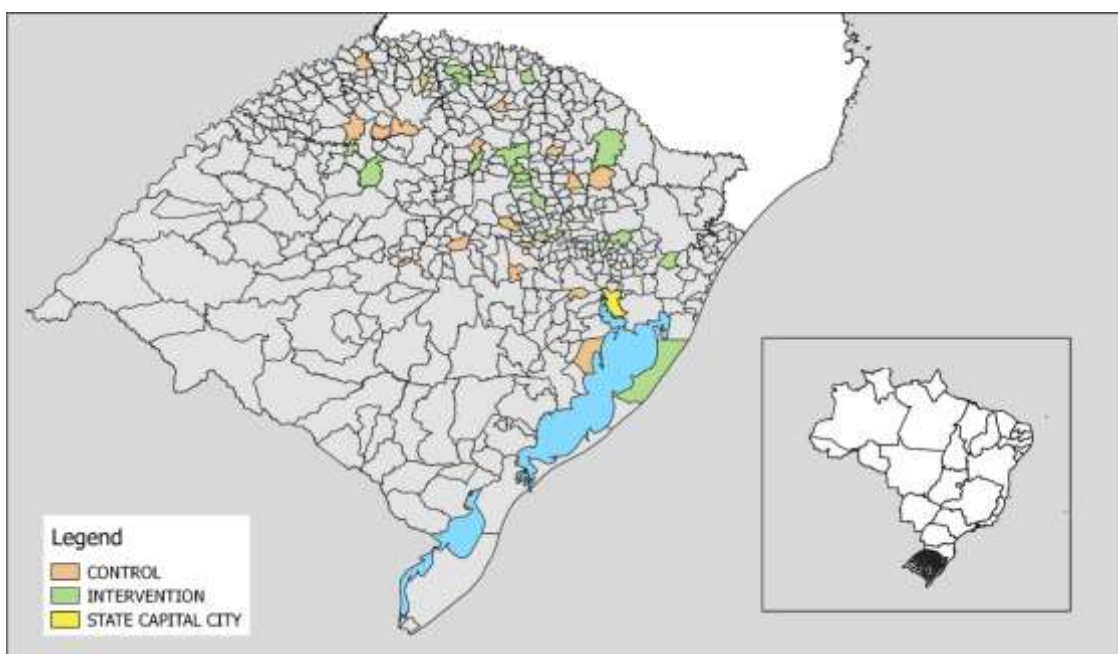 Legend
CONTROL
INTERVENTION
STATE CAPITAL CITY